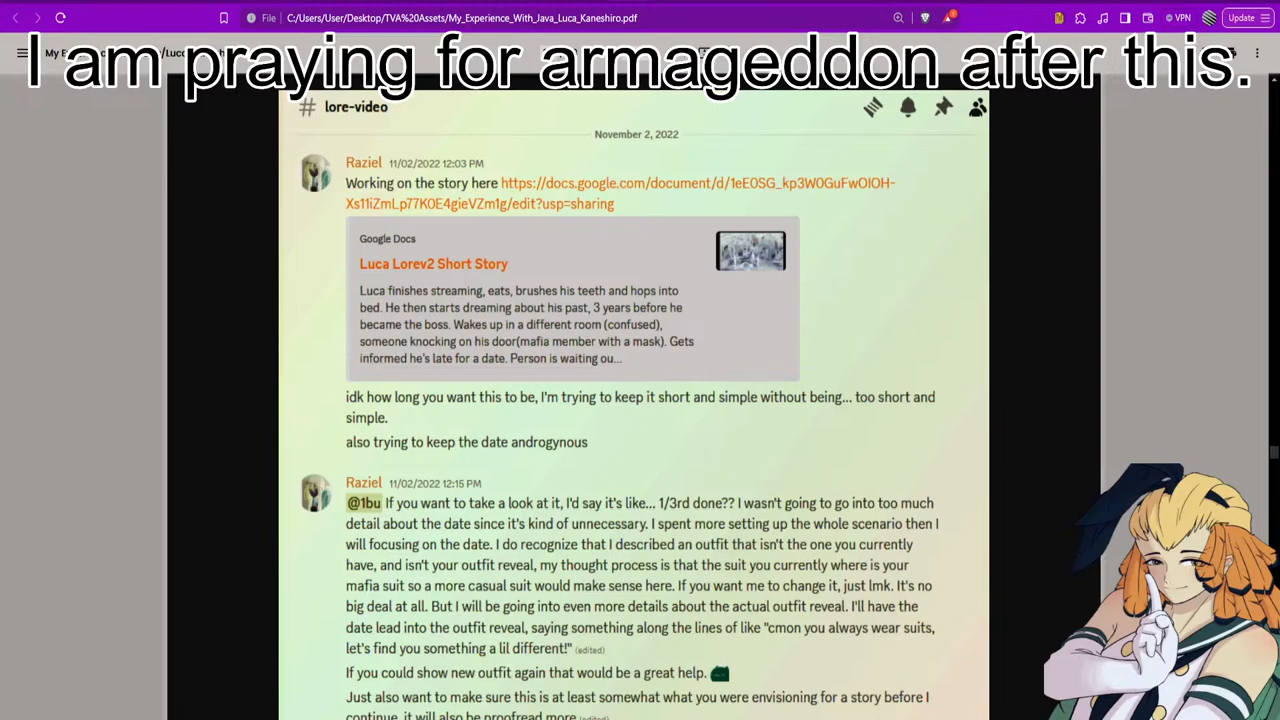 File
C:/Users/User/Desktop/TVA%20Assets/My_Experience_With_Java_Luca_Kaneshiro.pdf
VPN
Update
I am praying for armageddon after this.
# lore-video
November 2, 2022
Raziel 11/02/2022 12:03 PM
Working on the story here https://docs.google.com/document/d/1eE0SG_kp3W0GuFwOIOH-
Xs11iZmLp77K0E4gieVZm1g/edit?usp=sharing
Google Docs
Luca Lorev2 Short Story
Luca finishes streaming, eats, brushes his teeth and hops into
bed. He then starts dreaming about his past, 3 years before he
became the boss. Wakes up in a different room (confused),
someone knocking on his door(mafia member with a mask). Gets
informed he's late for a date. Person is waiting ou...
idk how long you want this to be, I'm trying to keep it short and simple without being... too short and
simple.
also trying to keep the date androgynous
Raziel 11/02/2022 12:15 PM
@1bu If you want to take a look at it, I'd say it's like... 1/3rd done?? I wasn't going to go into too much
detail about the date since it's kind of unnecessary. I spent more setting up the whole scenario then I
will focusing on the date. I do recognize that I described an outfit that isn't the one you currently
have, and isn't your outfit reveal, my thought process is that the suit you currently where is your
mafia suit so a more casual suit would make sense here. If you want me to change it, just lmk. It's no
big deal at all. But I will be going into even more details about the actual outfit reveal. I'll have the
date lead into the outfit reveal, saying something along the lines of like "cmon you always wear suits,
let's find you something a lil different!" (edited)
If you could show new outfit again that would be a great help.
Just also want to make sure this is at least somewhat what you were envisioning for a story before I
continue, it will also be proofread more (edited)